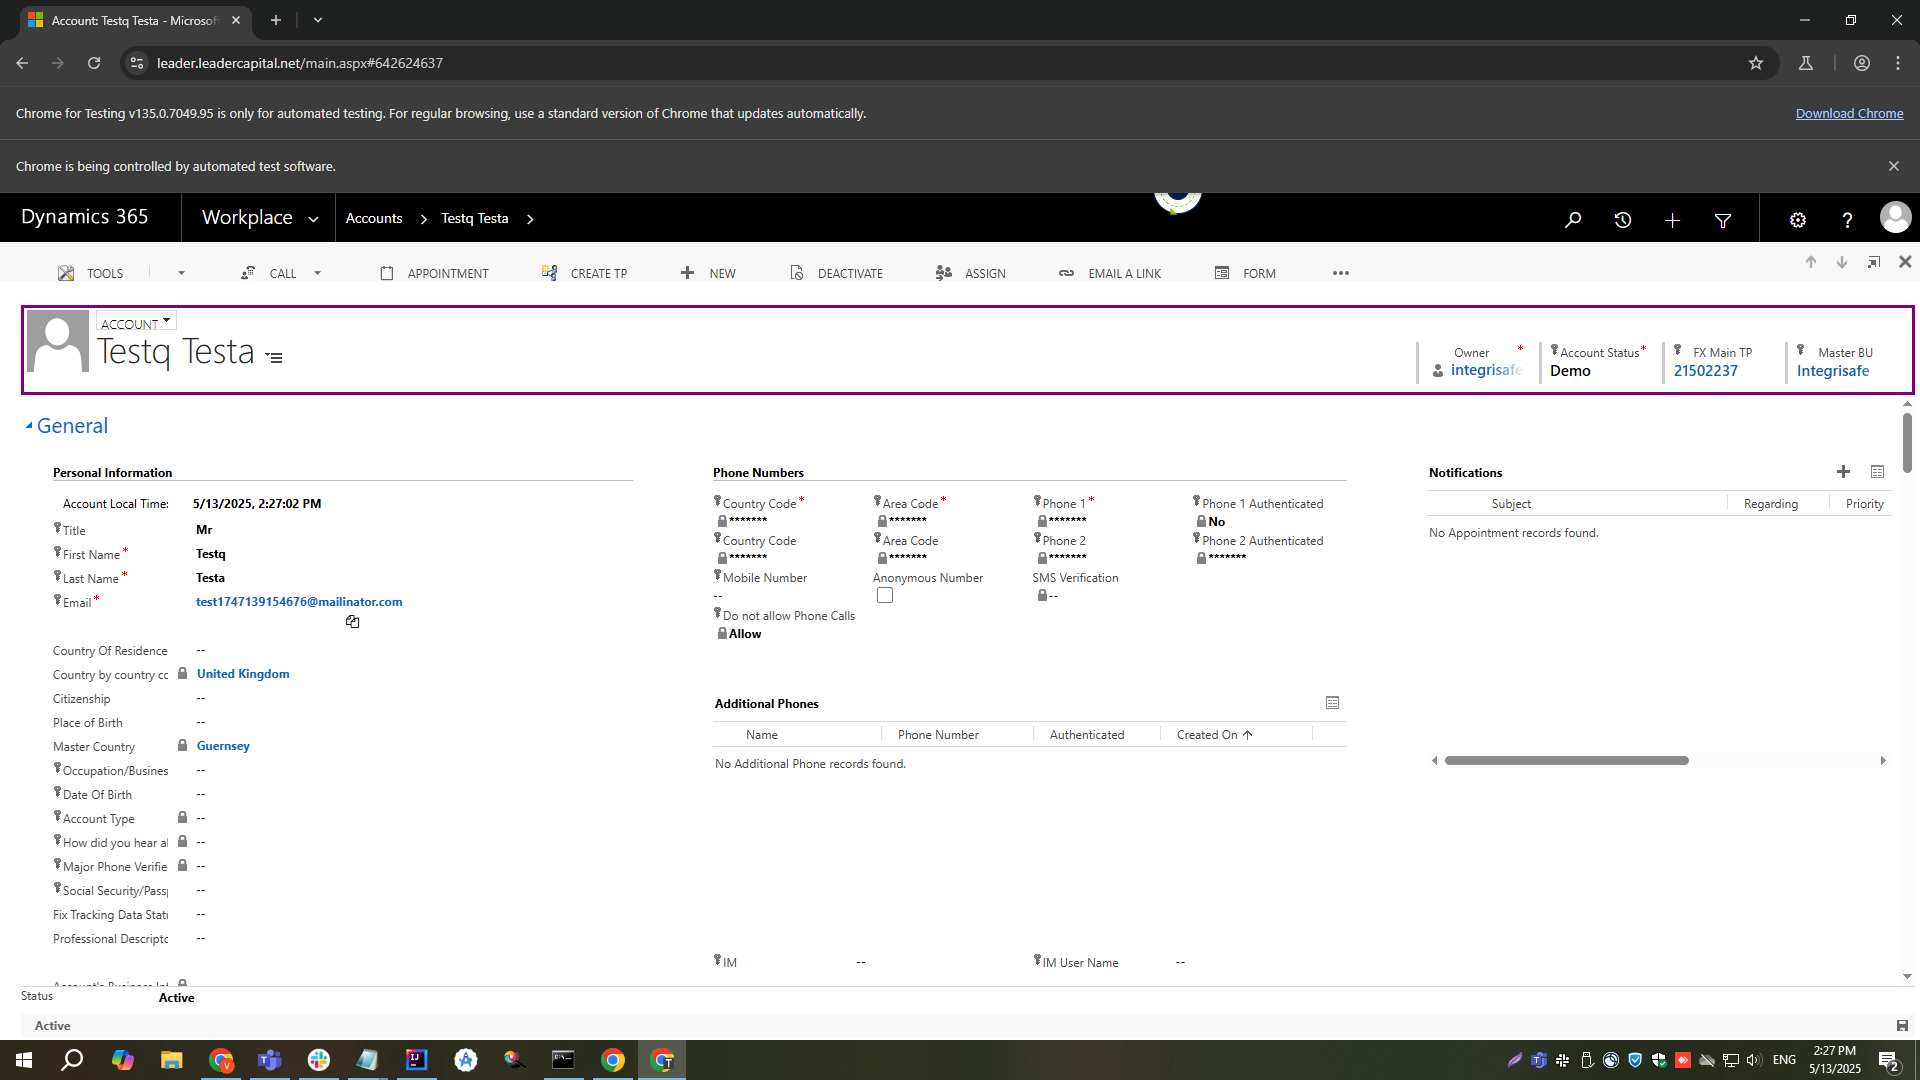 Account: Testq Testa - Microsof
leader.leadercapital.net/main.aspx#642624637
Chrome for Testing v135.0.7049.95 is only for automated testing. For regular browsing, use a standard version of Chrome that updates automatically.
Download Chrome
Chrome is being controlled by automated test software.
Dynamics 365
Workplace
Accounts
Testq Testa
TOOLS
CALL
APPOINTMENT
CREATE TP
NEW
DEACTIVATE
ASSIGN
EMAIL A LINK
FORM
ACCOUNT
Testq Testa
Owner *
integrisafe
Account Status *
Demo
FX Main TP
21502237
Master BU
Integrisafe
General
Personal Information
Account Local Time: 5/13/2025, 2:27:02 PM
Title Mr
First Name * Testq
Last Name * Testa
Email * test1747139154676@mailinator.com
Country Of Residence --
Country by country co United Kingdom
Citizenship --
Place of Birth --
Master Country Guernsey
Occupation/Busines --
Date Of Birth --
Account Type --
How did you hear a --
Major Phone Verifie --
Social Security/Pass --
Fix Tracking Data Stat --
Professional Descripto --
Phone Numbers
Country Code * Area Code * Phone 1 * Phone 1 Authenticated
******* ******* ******* No
Country Code Area Code Phone 2 Phone 2 Authenticated
******* ******* ******* *******
Mobile Number Anonymous Number SMS Verification
-- --
Do not allow Phone Calls
Allow
Additional Phones
Name Phone Number Authenticated Created On
No Additional Phone records found.
IM -- IM User Name --
Notifications
Subject Regarding Priority
No Appointment records found.
Status Active
Active
ENG
2:27 PM
5/13/2025
2